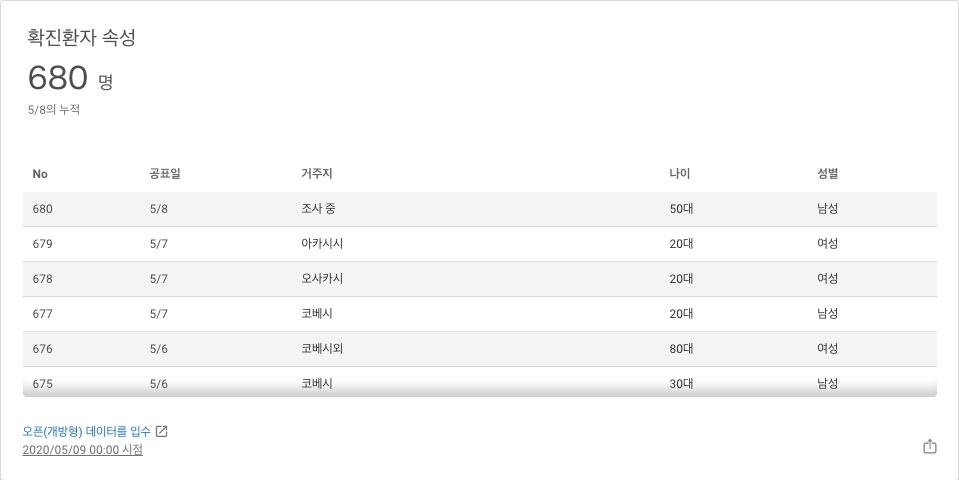 확진환자 속성
680 명
5/8의 누적
No 공표일 거주지 나이 성별
680 5/8 조사 중 50대 남성
679 5/7 아카시시 20대 여성
678 5/7 오사카시 20대 여성
677 5/7 코베시 20대 남성
676 5/6 코베시외 80대 여성
675 5/6 코베시 30대 남성
오픈(개방형) 데이터를 입수
2020/05/09 00:00 시점